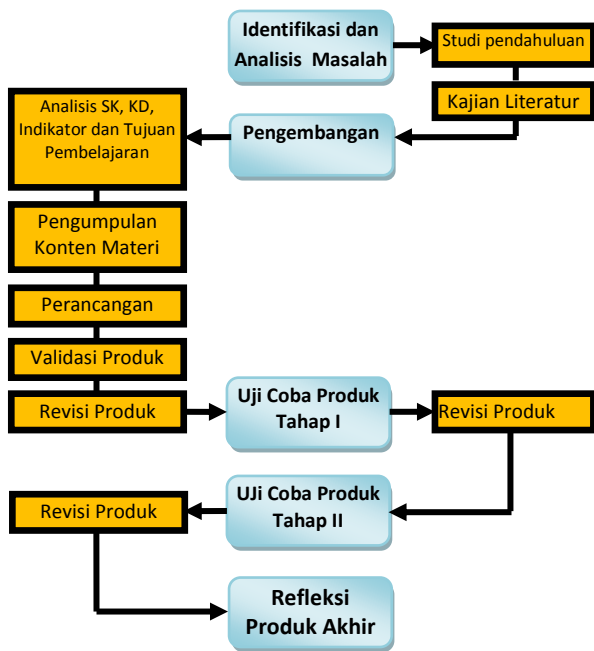 Identifikasi dan
Analisis Masalah
Studi pendahuluan
Kajian Literatur
Pengembangan
Analisis SK, KD,
Indikator dan Tujuan
Pembelajaran
Pengumpulan
Konten Materi
Perancangan
Validasi Produk
Revisi Produk
Uji Coba Produk
Tahap I
Revisi Produk
UJi Coba Produk
Tahap II
Revisi Produk
Refleksi
Produk Akhir